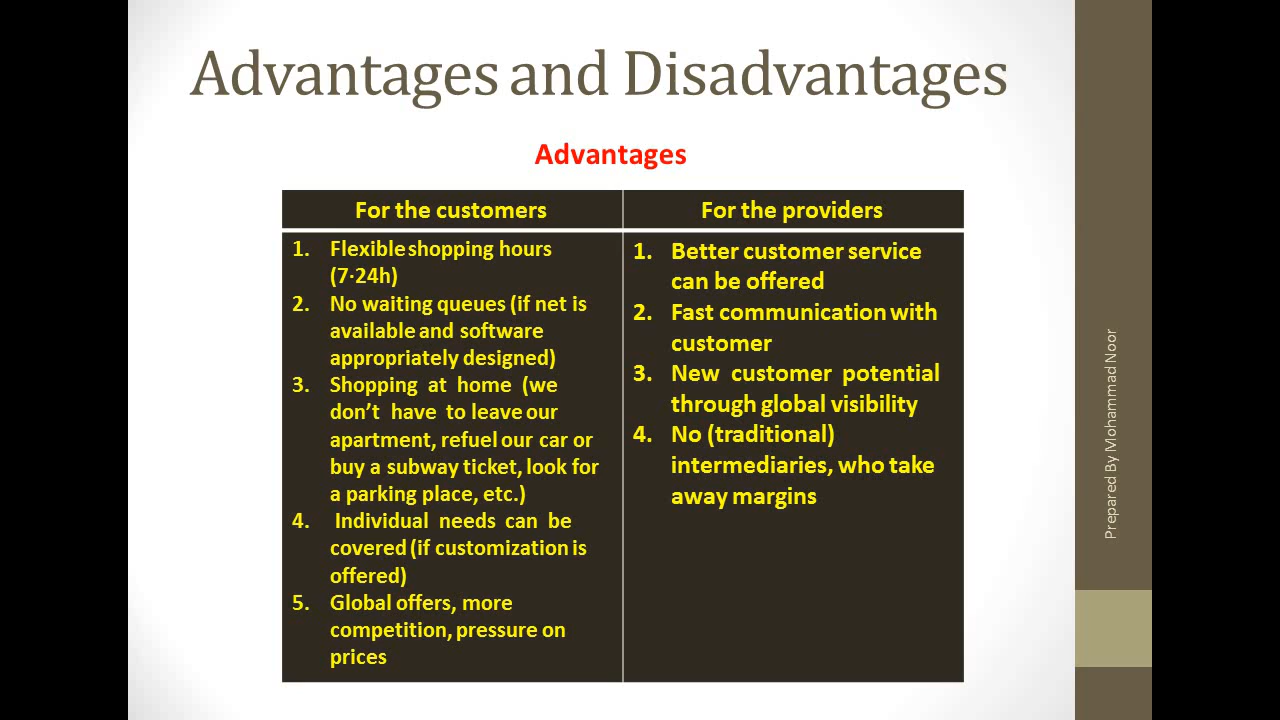 Advantages and Disadvantages
Advantages
For the customers
1. Flexible shopping hours
(7·24h)
2. No waiting queues (if net is
available and software
appropriately designed)
3. Shopping at home (we
don’t have to leave our
apartment, refuel our car or
buy a subway ticket, look for
a parking place, etc.)
4. Individual needs can be
covered (if customization is
offered)
5. Global offers, more
competition, pressure on
prices
For the providers
1. Better customer service
can be offered
2. Fast communication with
customer
3. New customer potential
through global visibility
4. No (traditional)
intermediaries, who take
away margins
Prepared By Mohammad Noor